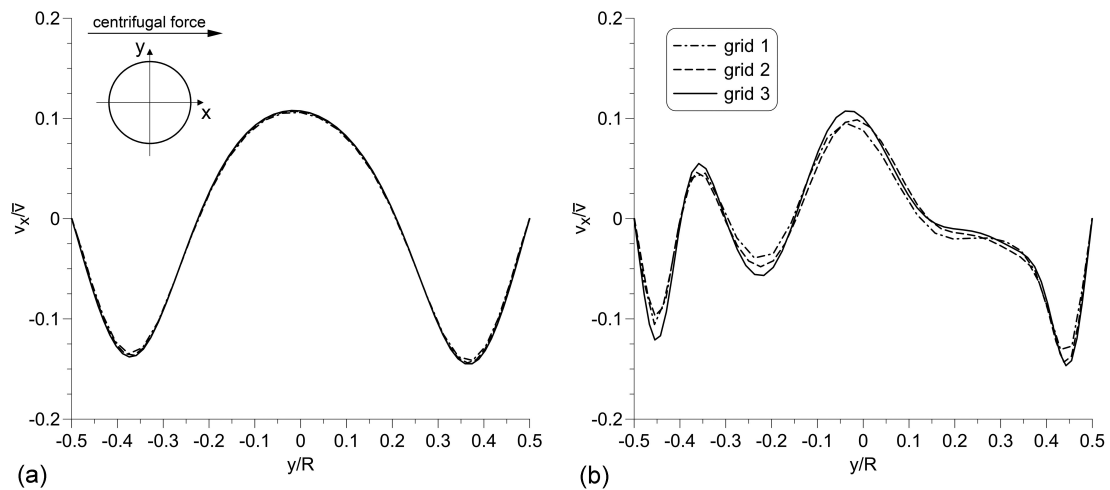 centrifugal force
y
x
0.2
0.1
0
-0.1
-0.2
vx/v̅
-0.5 -0.4 -0.3 -0.2 -0.1 0 0.1 0.2 0.3 0.4 0.5
y/R
(a)
grid 1
grid 2
grid 3
0.2
0.1
0
-0.1
-0.2
vx/v̅
-0.5 -0.4 -0.3 -0.2 -0.1 0 0.1 0.2 0.3 0.4 0.5
y/R
(b)